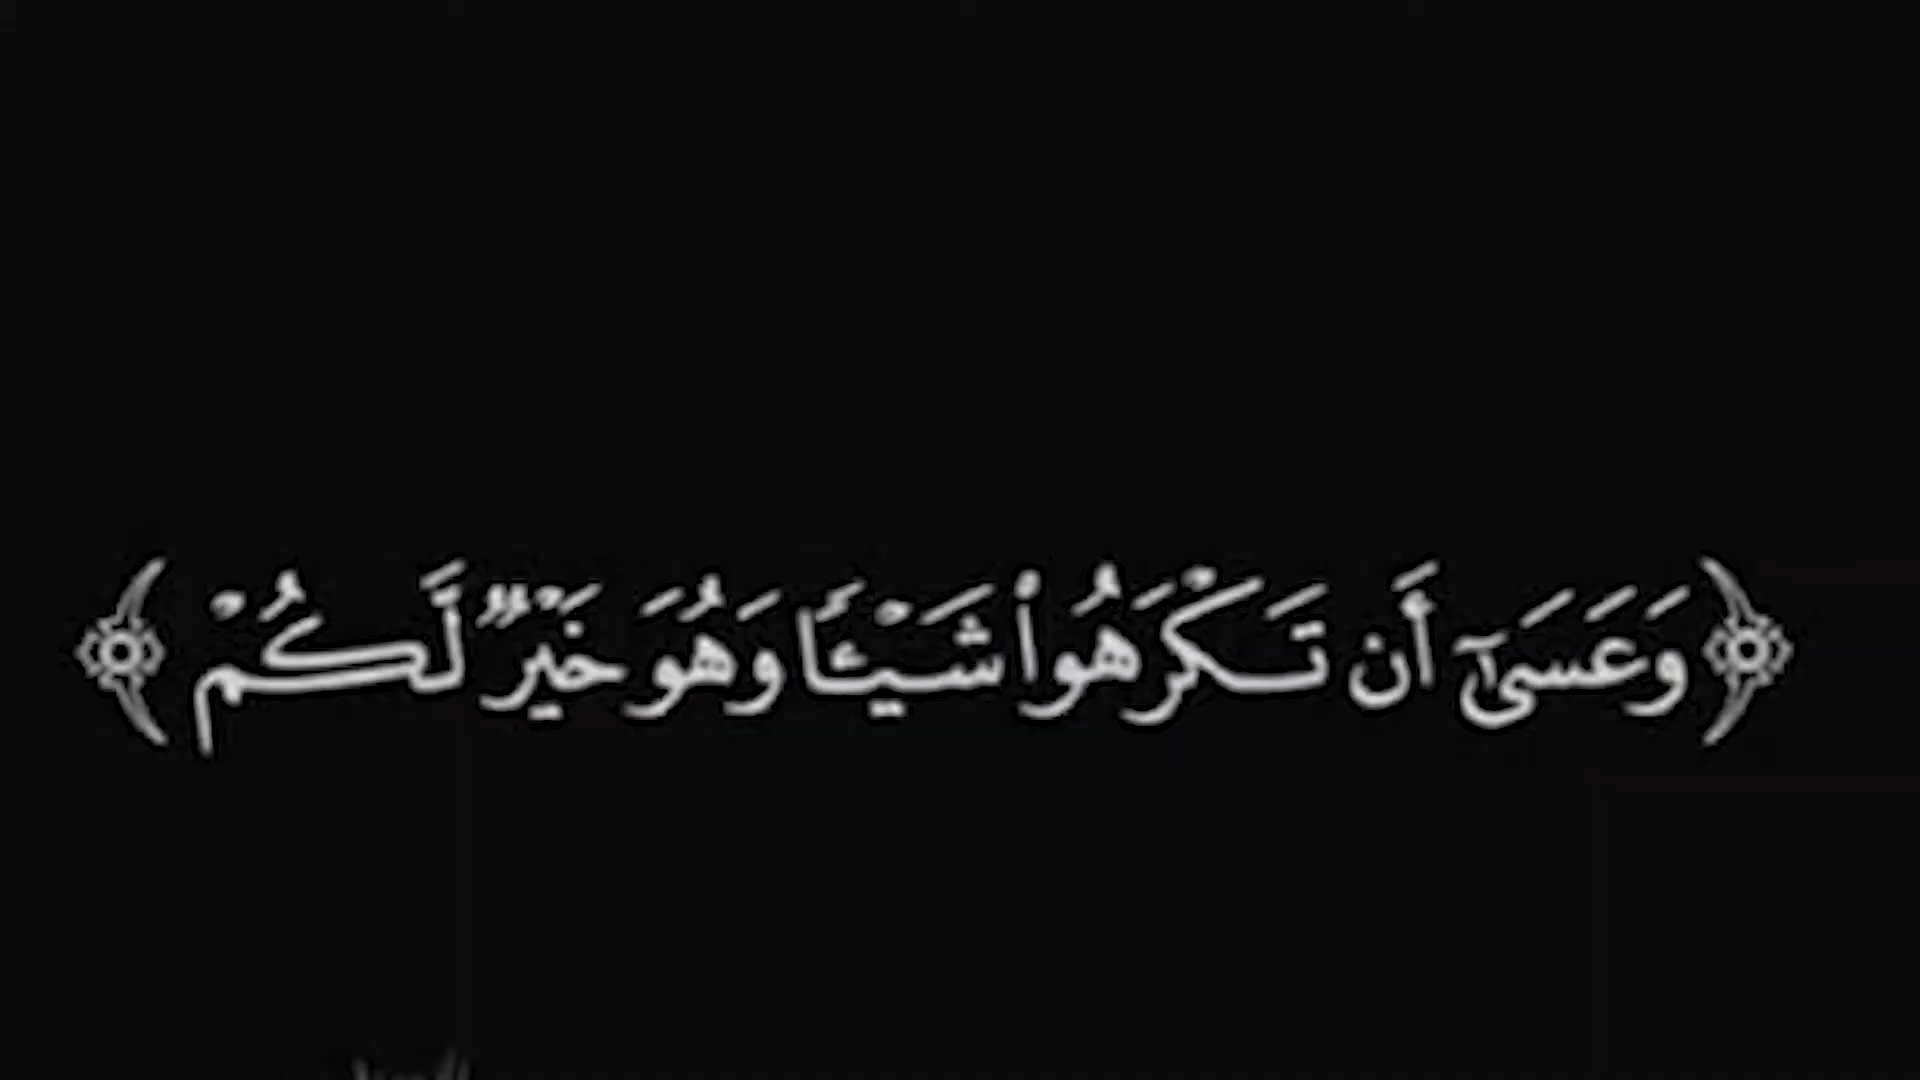 ﴿وَعَسَىٰٓ أَن تَكْرَهُوا۟ شَيْـًٔا وَهُوَ خَيْرٌ لَّكُمْ﴾